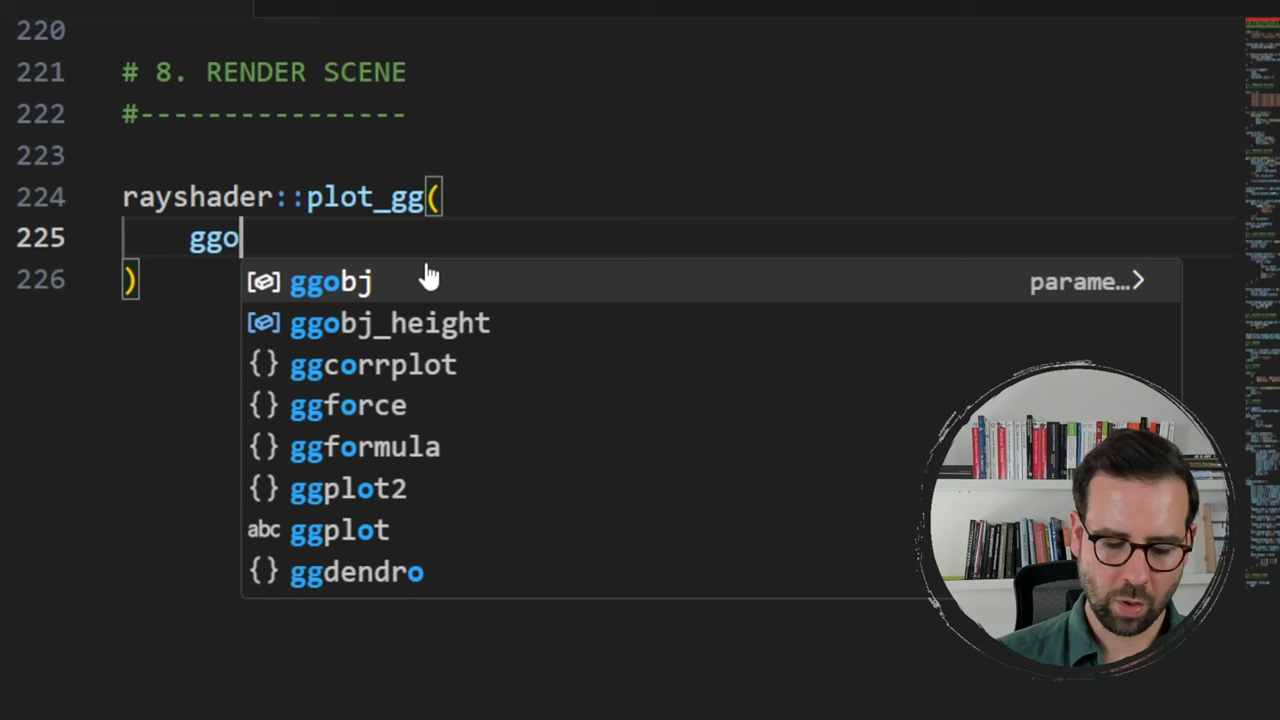 220
221 # 8. RENDER SCENE
222 #----------------
223
224 rayshader::plot_gg(
225 ggo
226 )
ggobj parame...
ggobj_height
ggcorrplot
ggforce
ggformula
ggplot2
abc ggplot
ggdendro